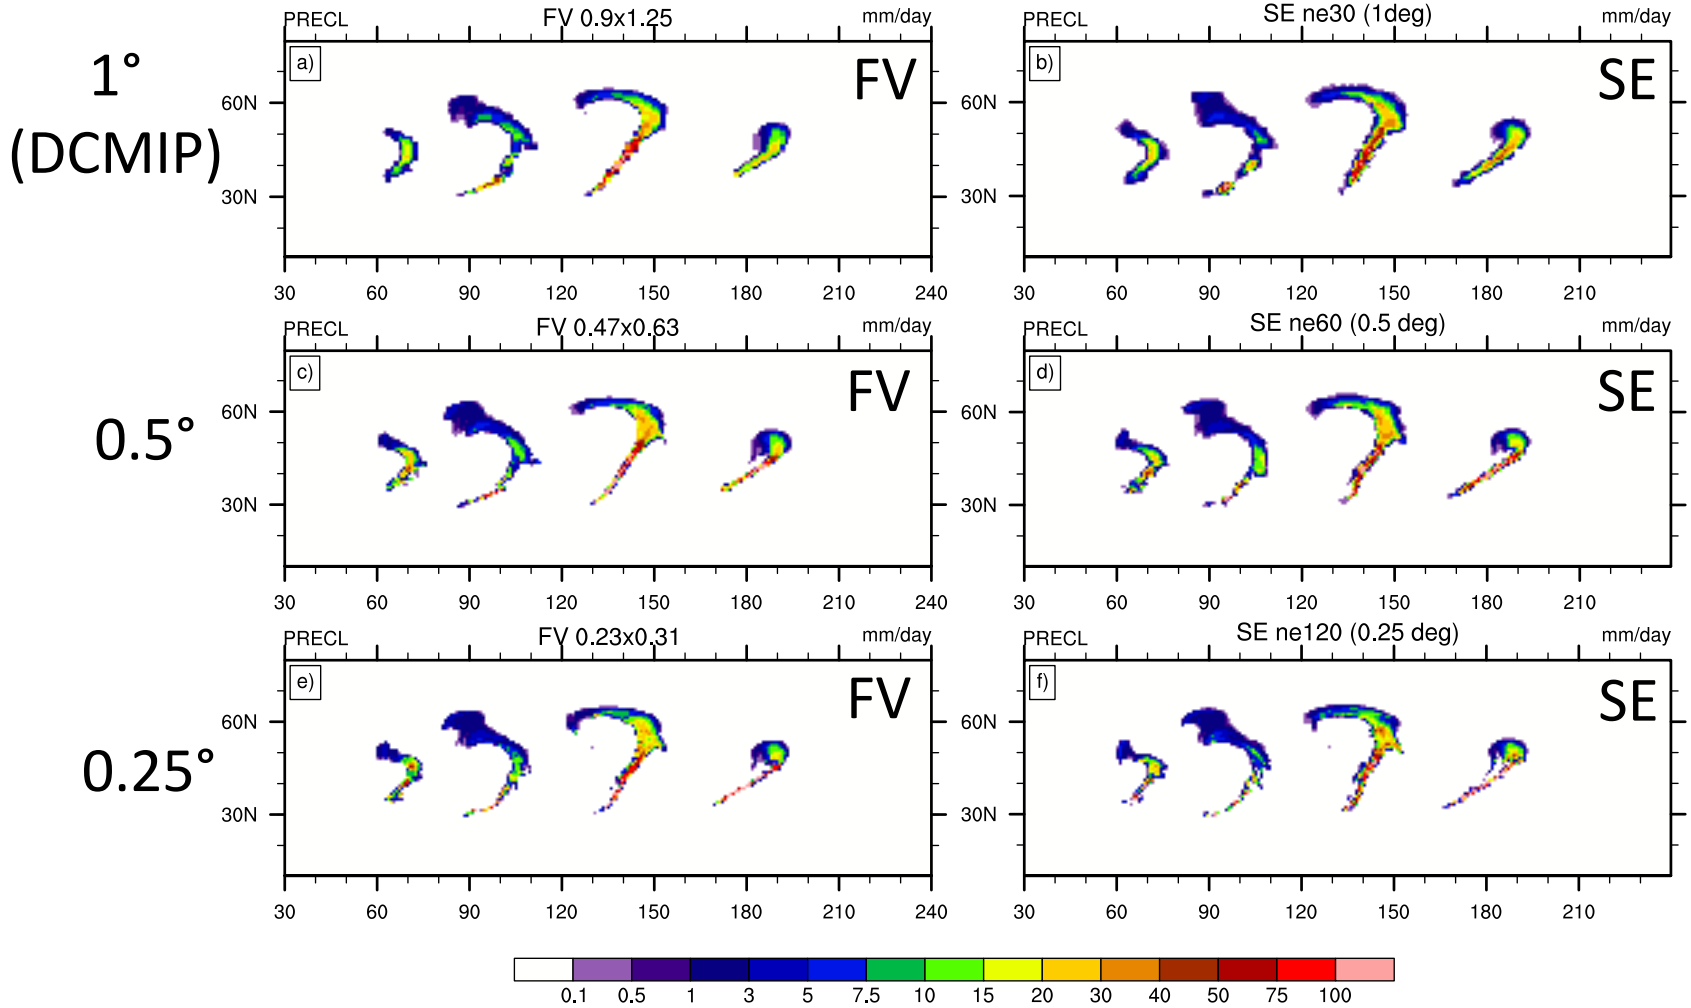 1°
(DCMIP)
PRECL FV 0.9x1.25 mm/day
a) FV
60N
30N
30 60 90 120 150 180 210 240
PRECL SE ne30 (1deg) mm/day
b) SE
60N
30N
30 60 90 120 150 180 210
0.5°
PRECL FV 0.47x0.63 mm/day
c) FV
60N
30N
30 60 90 120 150 180 210 240
PRECL SE ne60 (0.5 deg) mm/day
d) SE
60N
30N
30 60 90 120 150 180 210
0.25°
PRECL FV 0.23x0.31 mm/day
e) FV
60N
30N
30 60 90 120 150 180 210 240
PRECL SE ne120 (0.25 deg) mm/day
f) SE
60N
30N
30 60 90 120 150 180 210
0.1 0.5 1 3 5 7.5 10 15 20 30 40 50 75 100